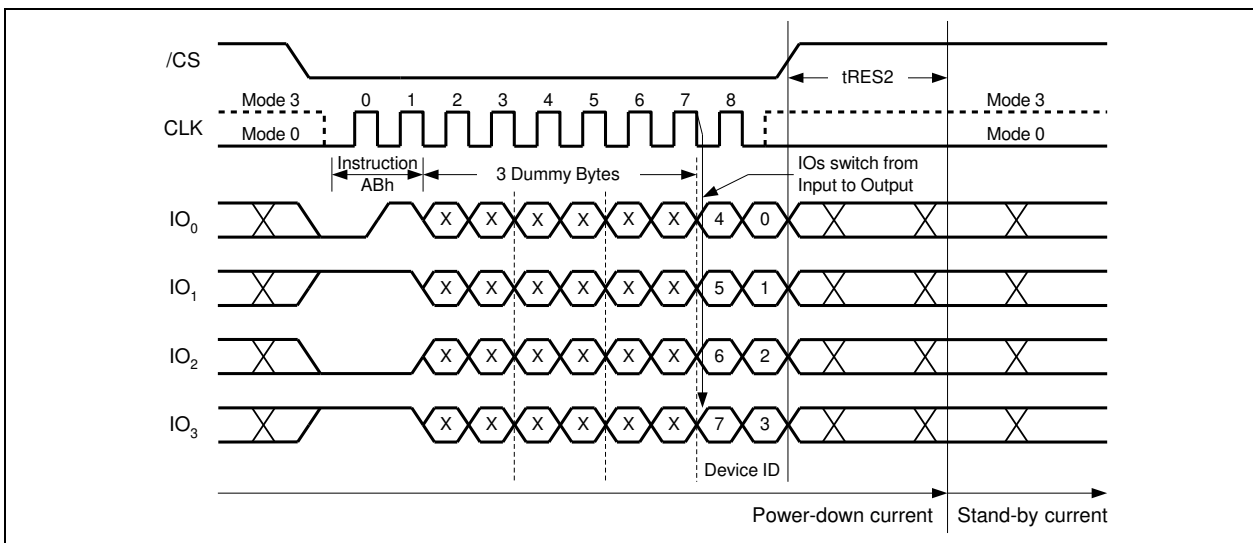 /CS
tRES2
Mode 3 0 1 2 3 4 5 6 7 8 Mode 3
CLK Mode 0 Mode 0
Instruction
ABh
3 Dummy Bytes
IOs switch from
Input to Output
IO0 X X X X X X 4 0
IO1 X X X X X X 5 1
IO2 X X X X X X 6 2
IO3 X X X X X X 7 3
Device ID
Power-down current Stand-by current